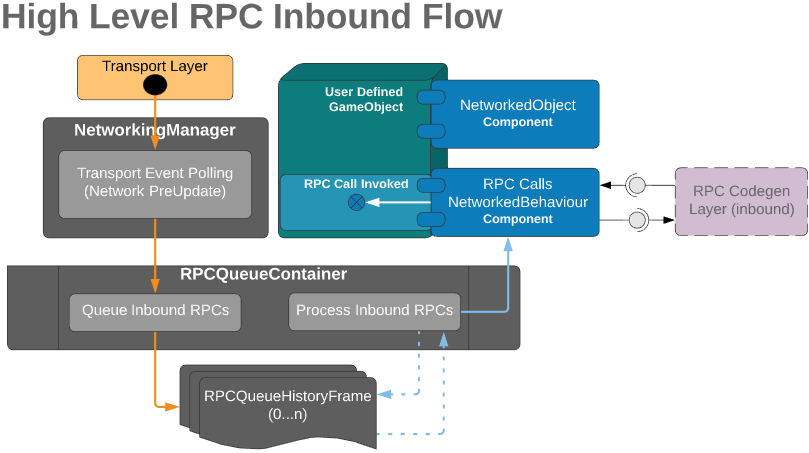 High Level RPC Inbound Flow
Transport Layer
NetworkingManager
Transport Event Polling
(Network PreUpdate)
User Defined
GameObject
NetworkedObject
Component
RPC Call Invoked
RPC Calls
NetworkedBehaviour
Component
RPC Codegen
Layer (inbound)
RPCQueueContainer
Queue Inbound RPCs
Process Inbound RPCs
RPCQueueHistoryFrame
(0...n)